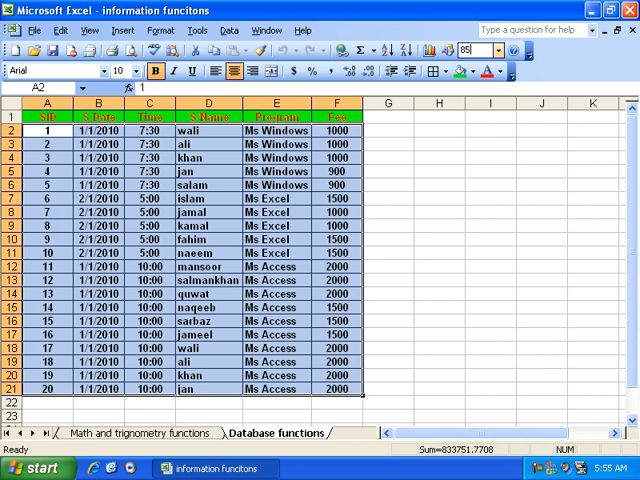 Microsoft Excel - information funcitons
File Edit View Insert Format Tools Data Window Help
Type a question for help
85
Arial 10 B I U $ % ,
A2 fx 1
A B C D E F G H I J K
1 SID S Date Time S Name Program Fee
2 1 1/1/2010 7:30 wali Ms Windows 1000
3 2 1/1/2010 7:30 ali Ms Windows 1000
4 3 1/1/2010 7:30 khan Ms Windows 1000
5 4 1/1/2010 7:30 jan Ms Windows 900
6 5 1/1/2010 7:30 salam Ms Windows 900
7 6 2/1/2010 5:00 islam Ms Excel 1500
8 7 2/1/2010 5:00 jamal Ms Excel 1000
9 8 2/1/2010 5:00 kamal Ms Excel 1000
10 9 2/1/2010 5:00 fahim Ms Excel 1500
11 10 2/1/2010 5:00 naeem Ms Excel 1500
12 11 1/1/2010 10:00 mansoor Ms Access 2000
13 12 1/1/2010 10:00 salmankhan Ms Access 2000
14 13 1/1/2010 10:00 quwat Ms Access 2000
15 14 1/1/2010 10:00 naqeeb Ms Access 1500
16 15 1/1/2010 10:00 sarbaz Ms Access 1500
17 16 1/1/2010 10:00 jameel Ms Access 1500
18 17 1/1/2010 10:00 wali Ms Access 2000
19 18 1/1/2010 10:00 ali Ms Access 2000
20 19 1/1/2010 10:00 khan Ms Access 2000
21 20 1/1/2010 10:00 jan Ms Access 2000
22
23
Math and trignometry functions Database functions
Ready Sum=833751.7708 NUM
start information funcitons 5:55 AM